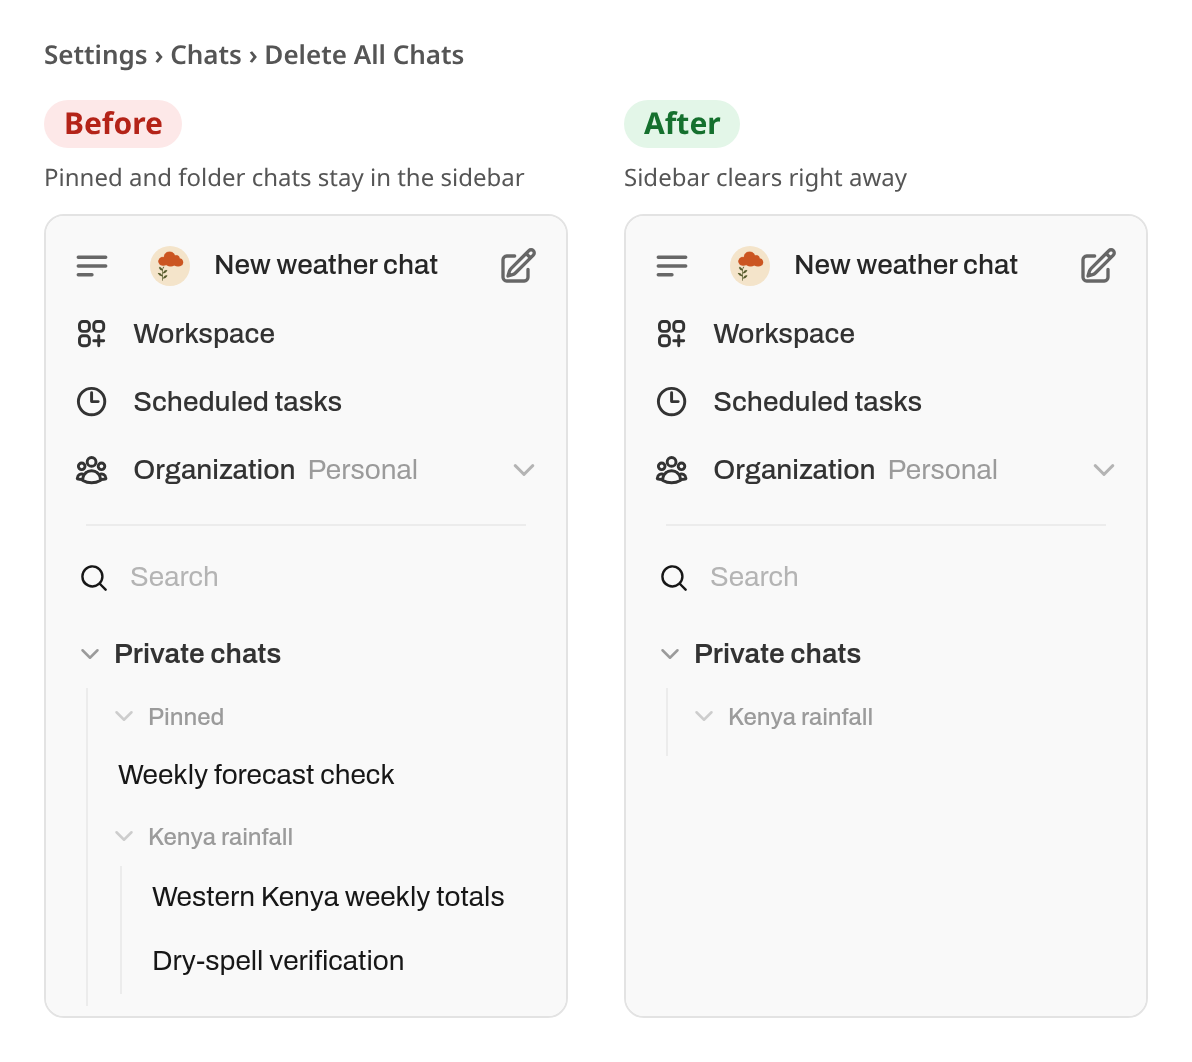 Settings › Chats › Delete All Chats
Before
Pinned and folder chats stay in the sidebar
New weather chat
Workspace
Scheduled tasks
Organization Personal
Search
Private chats
Pinned
Weekly forecast check
Kenya rainfall
Western Kenya weekly totals
Dry-spell verification
After
Sidebar clears right away
New weather chat
Workspace
Scheduled tasks
Organization Personal
Search
Private chats
Kenya rainfall